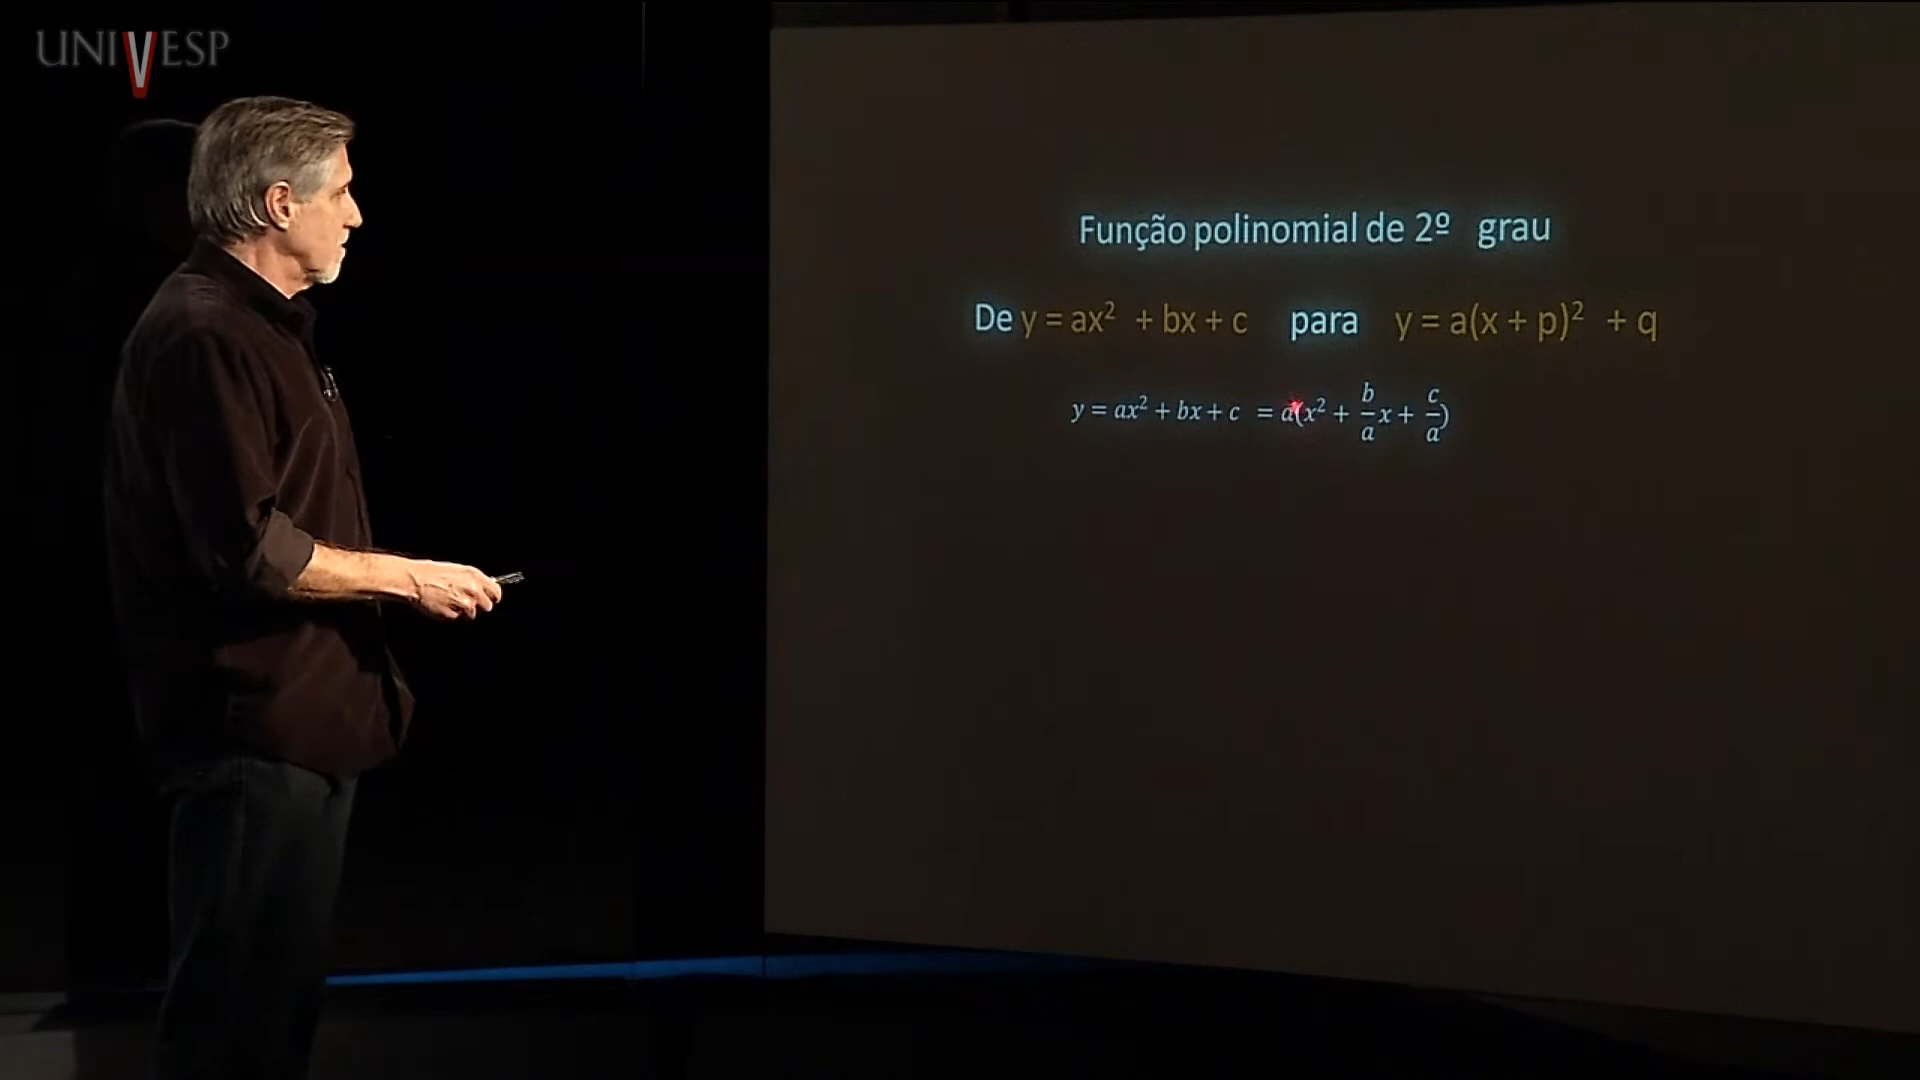 UNIVESP
Função polinomial de 2º grau
De y = ax² + bx + c para y = a(x + p)² + q
y = ax² + bx + c = a(x² + b/a x + c/a)